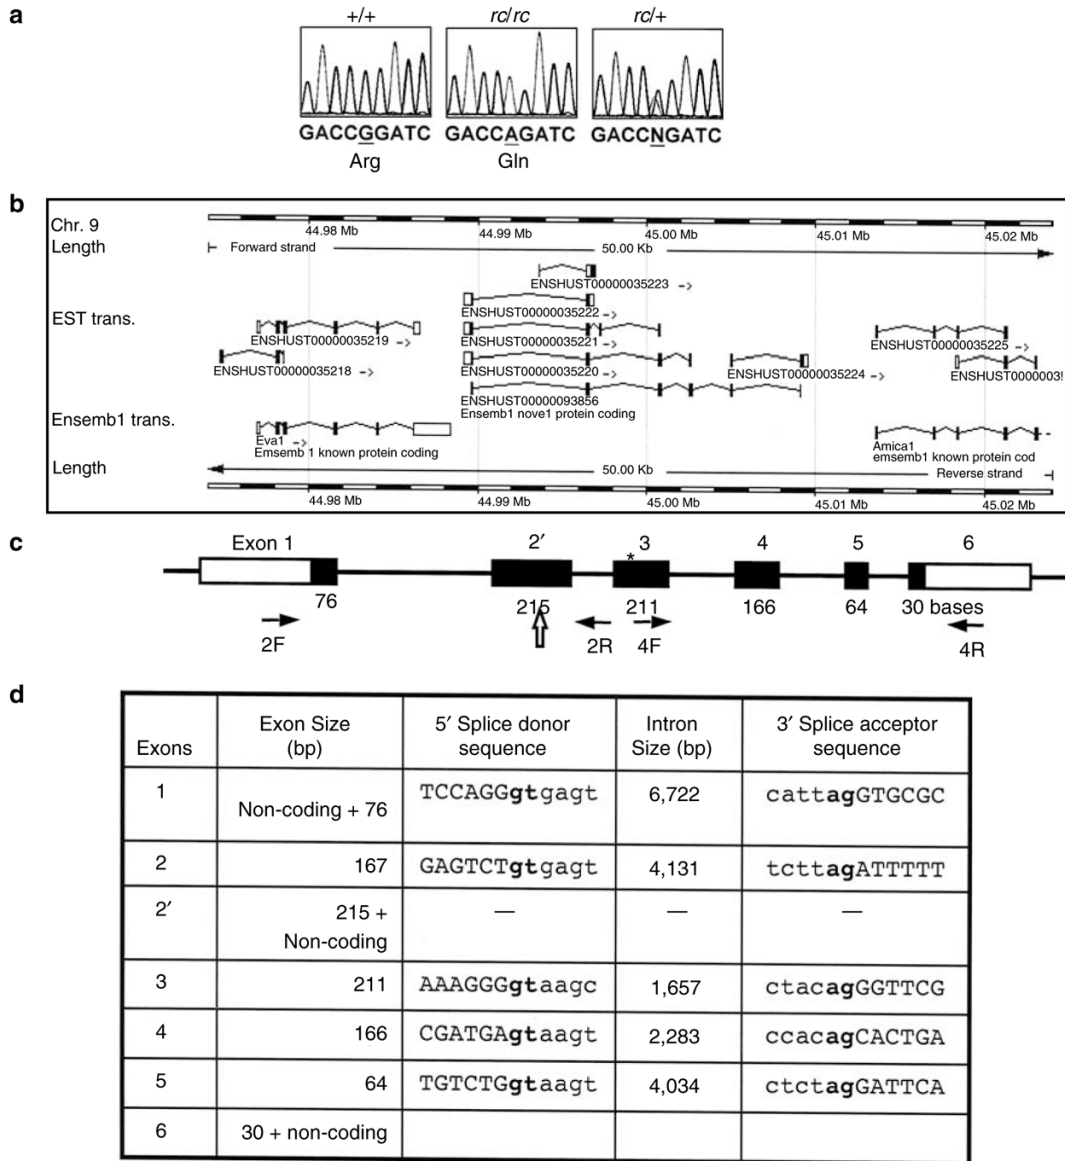 a
+/+
rc/rc
rc/+
GACCGGATC
GACCAGATC
GACCNGATC
Arg
Gln
b
Chr. 9
44.98 Mb
44.99 Mb
45.00 Mb
45.01 Mb
45.02 Mb
Length
Forward strand
50.00 Kb
ENSHUST00000035223 ->
ENSHUST00000035222 ->
EST trans.
ENSHUST00000035219 ->
ENSHUST00000035221 ->
ENSHUST00000035225 ->
ENSHUST00000035218 ->
ENSHUST00000035220->
ENSHUST00000035224 ->
ENSHUST0000003!
ENSHUST00000093856
Ensemb1 nove1 protein coding
Ensemb1 trans.
Eva1 ->
Emsemb 1 known protein coding
Amica1
emsemb1 known protein cod
Length
50.00 Kb
Reverse strand
44.98 Mb
44.99 Mb
45.00 Mb
45.01 Mb
45.02 Mb
c
Exon 1
2′
3
4
5
6
*
76
215
211
166
64
30 bases
2F
2R
4F
4R
d
Exons
Exon Size
(bp)
5′ Splice donor
sequence
Intron
Size (bp)
3′ Splice acceptor
sequence
1
Non-coding + 76
TCCAGGgtgagt
6,722
cattagGTGCGC
2
167
GAGTCTgtgagt
4,131
tcttagATTTTT
2′
215 +
Non-coding
—
—
—
3
211
AAAGGGgtaagc
1,657
ctacagGGTTCG
4
166
CGATGAgtaagt
2,283
ccacagCACTGA
5
64
TGTCTGgtaagt
4,034
ctctagGATTCA
6
30 + non-coding